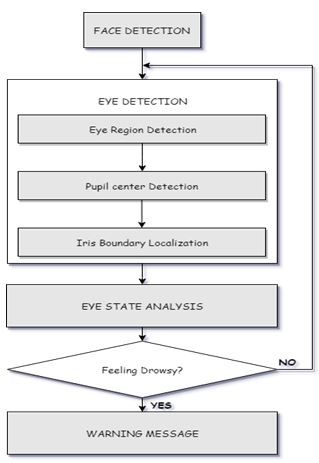 FACE DETECTION
EYE DETECTION
Eye Region Detection
Pupil center Detection
Iris Boundary Localization
EYE STATE ANALYSIS
Feeling Drowsy?
NO
YES
WARNING MESSAGE